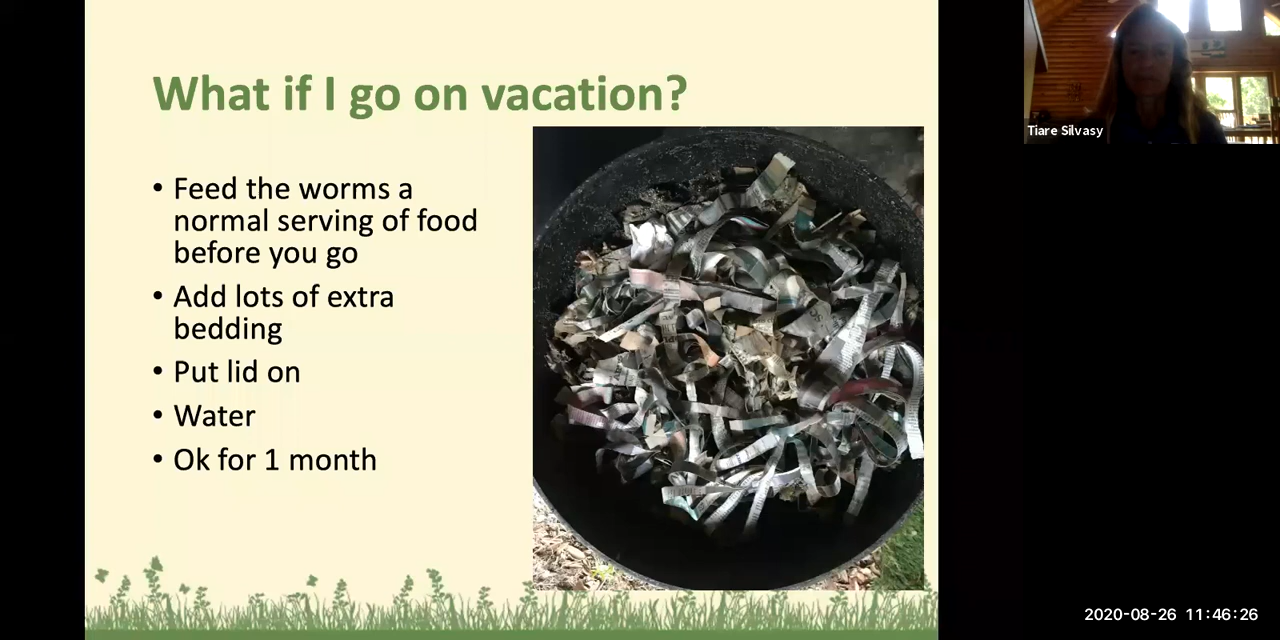 What if I go on vacation?
• Feed the worms a
normal serving of food
before you go
• Add lots of extra
bedding
• Put lid on
• Water
• Ok for 1 month
Tiare Silvasy
2020-08-26 11:46:26